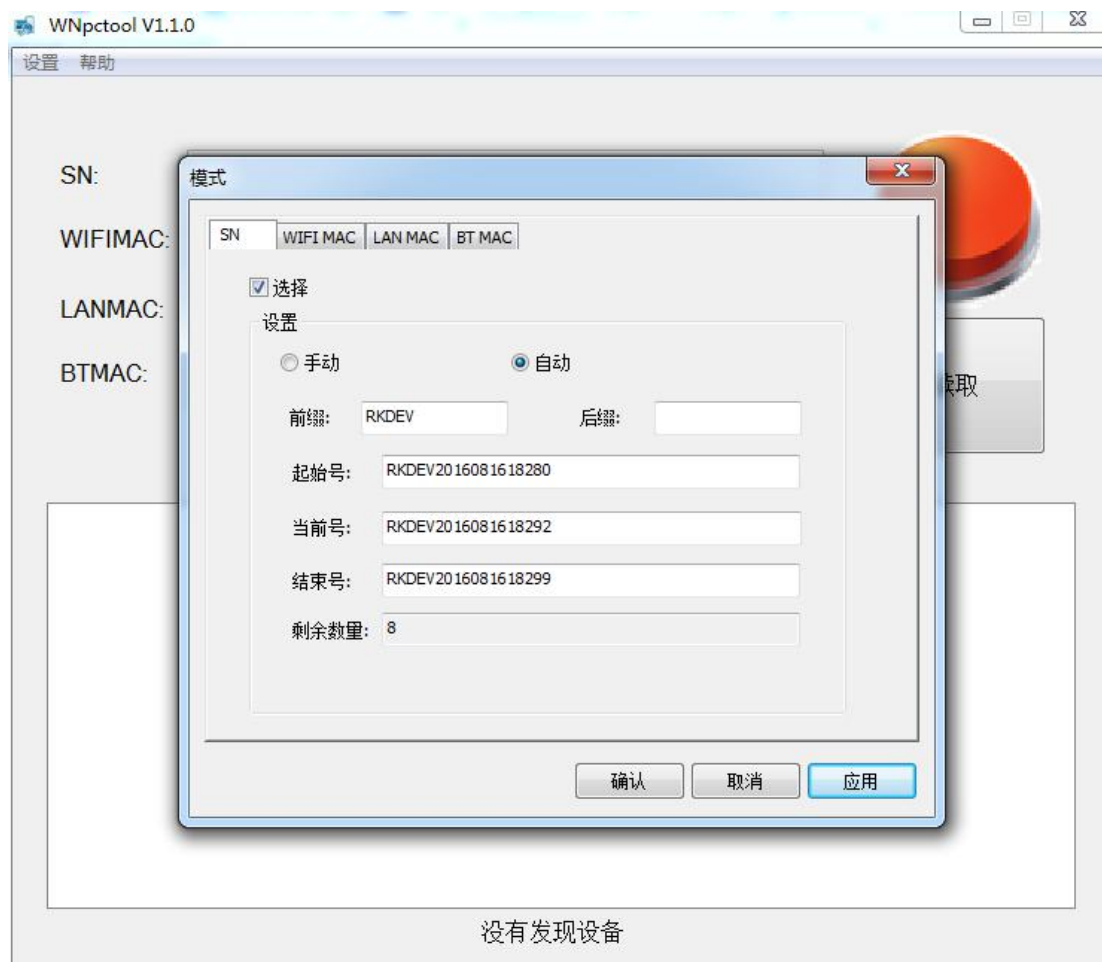 WNpctool V1.1.0
设置 帮助
SN:
WIFIMAC:
LANMAC:
BTMAC:
模式
SN WIFI MAC LAN MAC BT MAC
选择
设置
手动 自动
前缀: RKDEV 后缀:
起始号: RKDEV2016081618280
当前号: RKDEV2016081618292
结束号: RKDEV2016081618299
剩余数量: 8
确认 取消 应用
取
没有发现设备